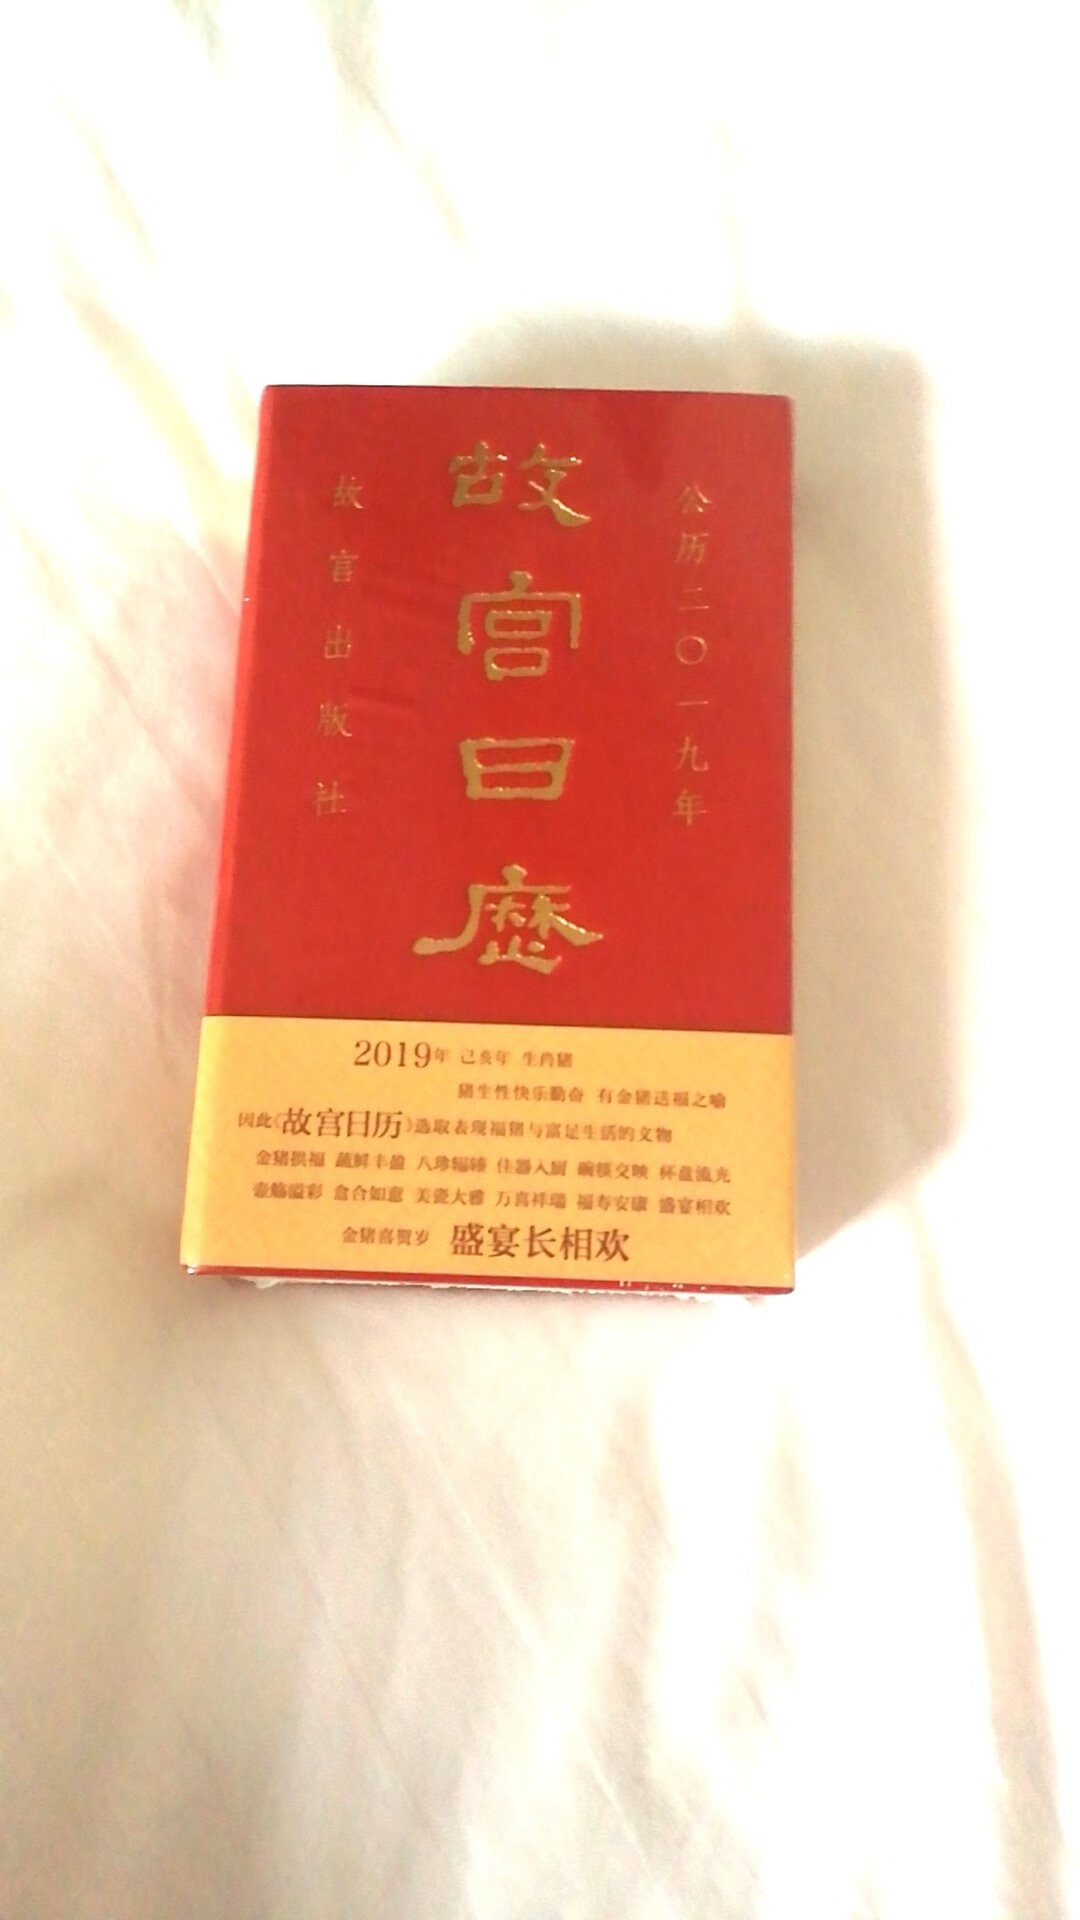 公历二〇一九年
故宫日历
故宫出版社
2019年 己亥年 生肖猪
猪生性快乐勤奋 有金猪送福之喻
因此《故宫日历》选取表现福猪与富足生活的文物
金猪拱福 蔬鲜丰盈 八珍辐辏 佳器入厨 碗筷交映 杯盘流光
壶觞溢彩 盒合如意 美瓷大雅 万喜祥瑞 福寿安康 盛宴相欢
金猪喜贺岁 盛宴长相欢